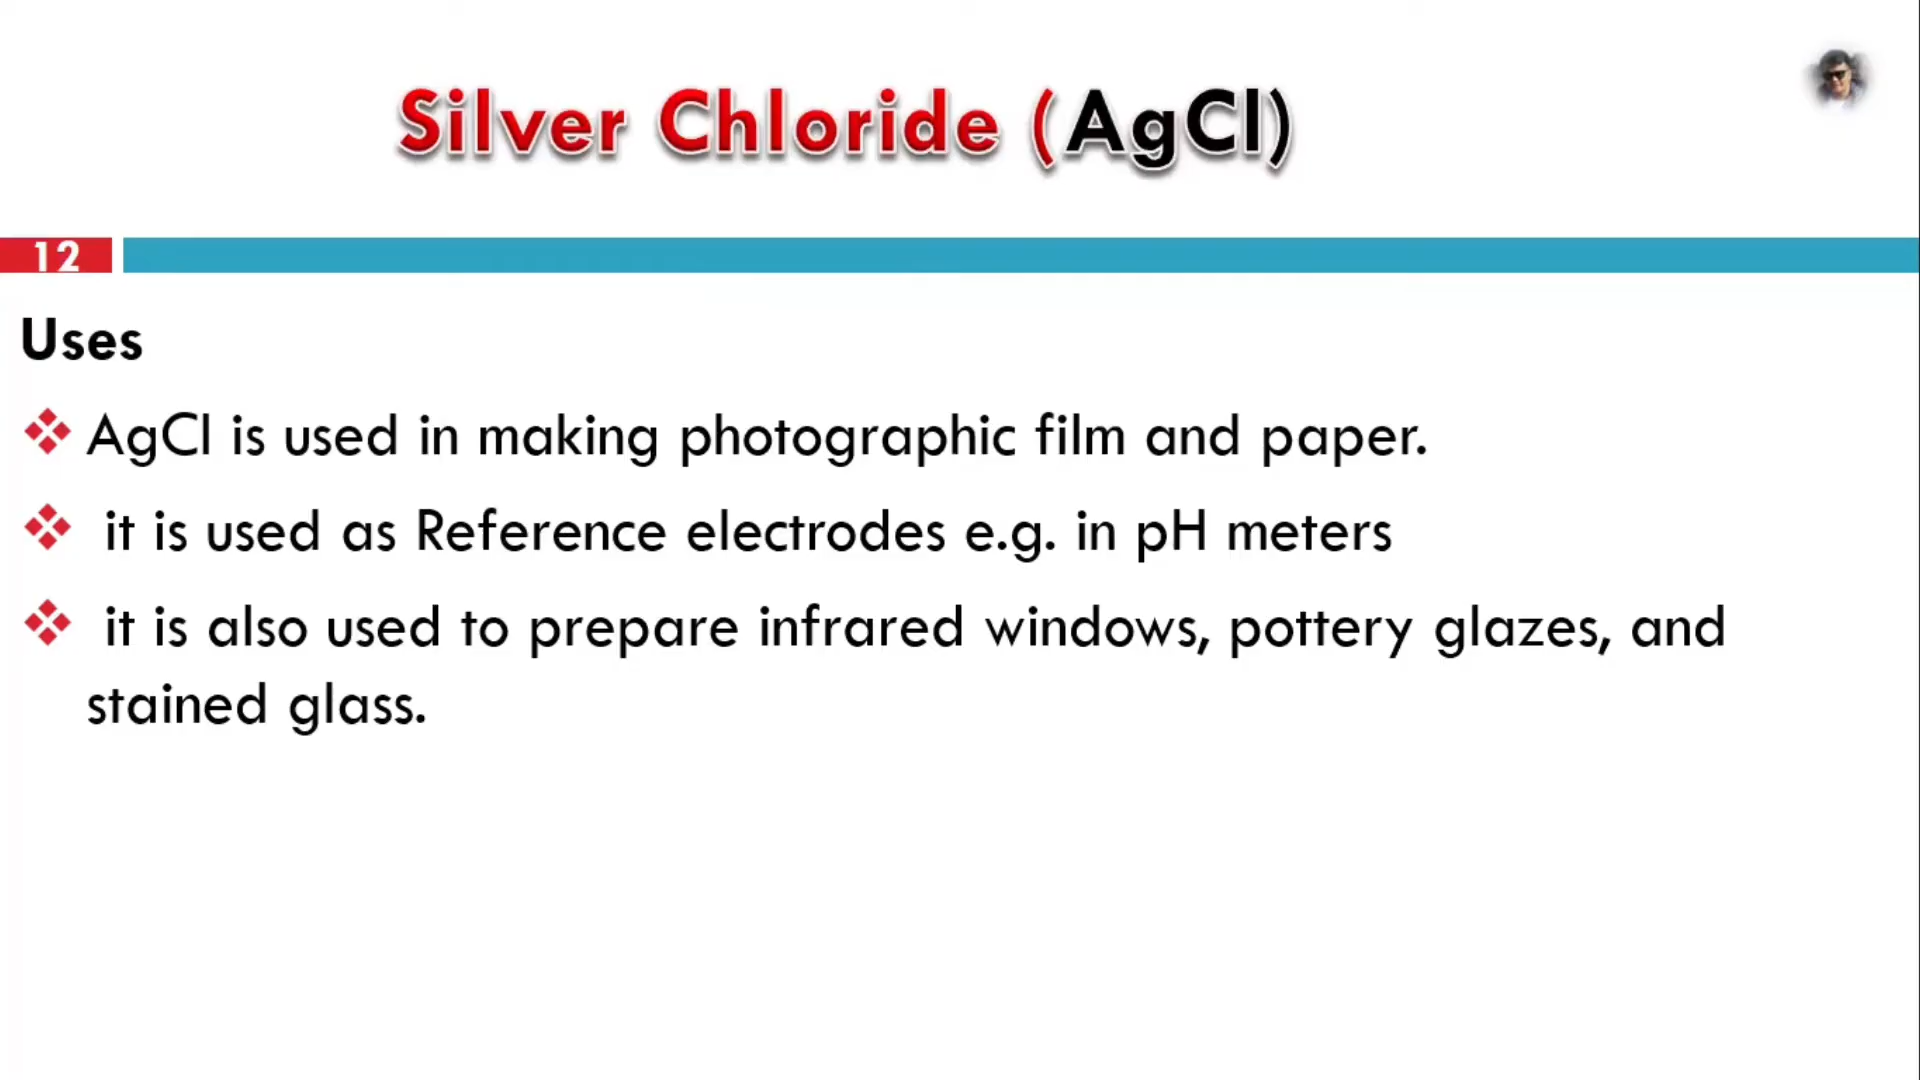 Silver Chloride (AgCl)
12
Uses
AgCl is used in making photographic film and paper.
it is used as Reference electrodes e.g. in pH meters
it is also used to prepare infrared windows, pottery glazes, and
stained glass.